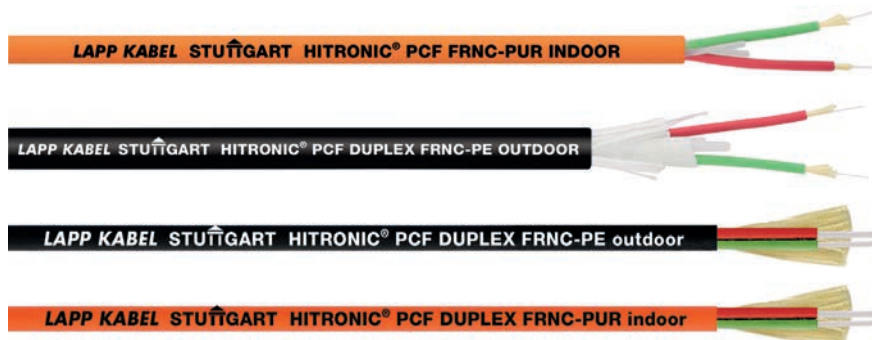 LAPP KABEL STUTTGART HITRONIC® PCF FRNC-PUR INDOOR
LAPP KABEL STUTTGART HITRONIC® PCF DUPLEX FRNC-PE OUTDOOR
LAPP KABEL STUTTGART HITRONIC® PCF DUPLEX FRNC-PE outdoor
LAPP KABEL STUTTGART HITRONIC® PCF DUPLEX FRNC-PUR indoor